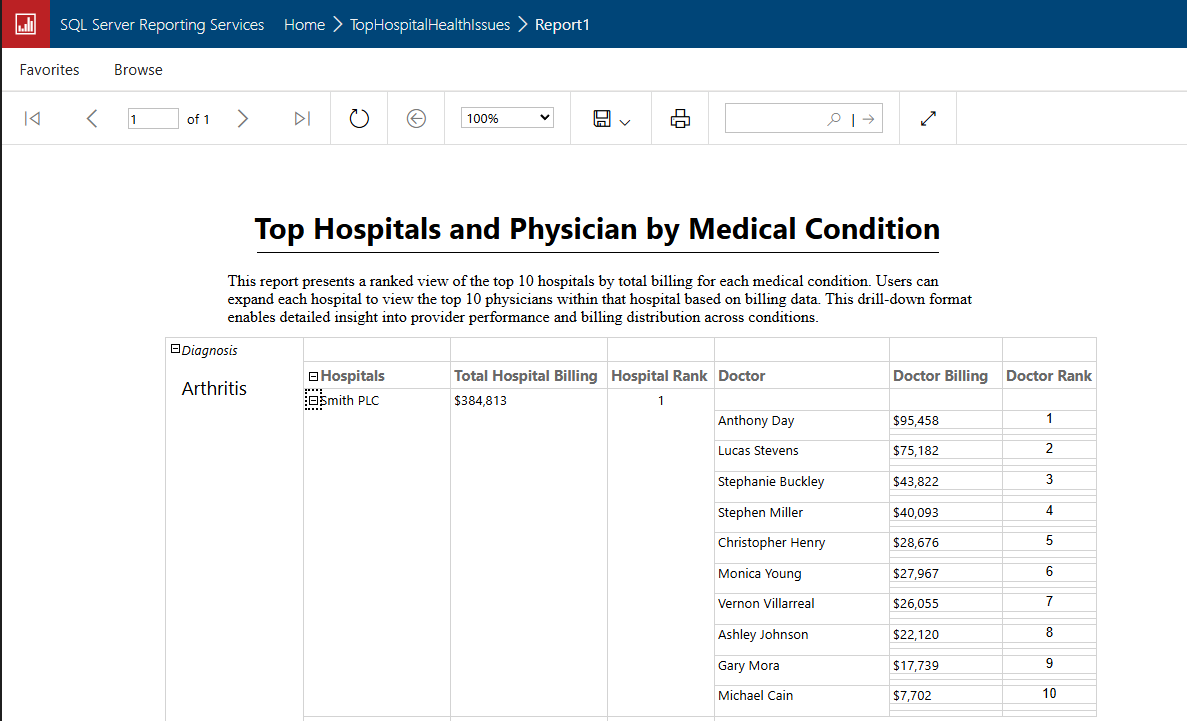 SQL Server Reporting Services Home > TopHospitalHealthIssues > Report1
Favorites Browse
1 of 1 100% |
Top Hospitals and Physician by Medical Condition
This report presents a ranked view of the top 10 hospitals by total billing for each medical condition. Users can
expand each hospital to view the top 10 physicians within that hospital based on billing data. This drill-down format
enables detailed insight into provider performance and billing distribution across conditions.
Diagnosis
Hospitals Total Hospital Billing Hospital Rank Doctor Doctor Billing Doctor Rank
Arthritis
Smith PLC $384,813 1
Anthony Day $95,458 1
Lucas Stevens $75,182 2
Stephanie Buckley $43,822 3
Stephen Miller $40,093 4
Christopher Henry $28,676 5
Monica Young $27,967 6
Vernon Villarreal $26,055 7
Ashley Johnson $22,120 8
Gary Mora $17,739 9
Michael Cain $7,702 10